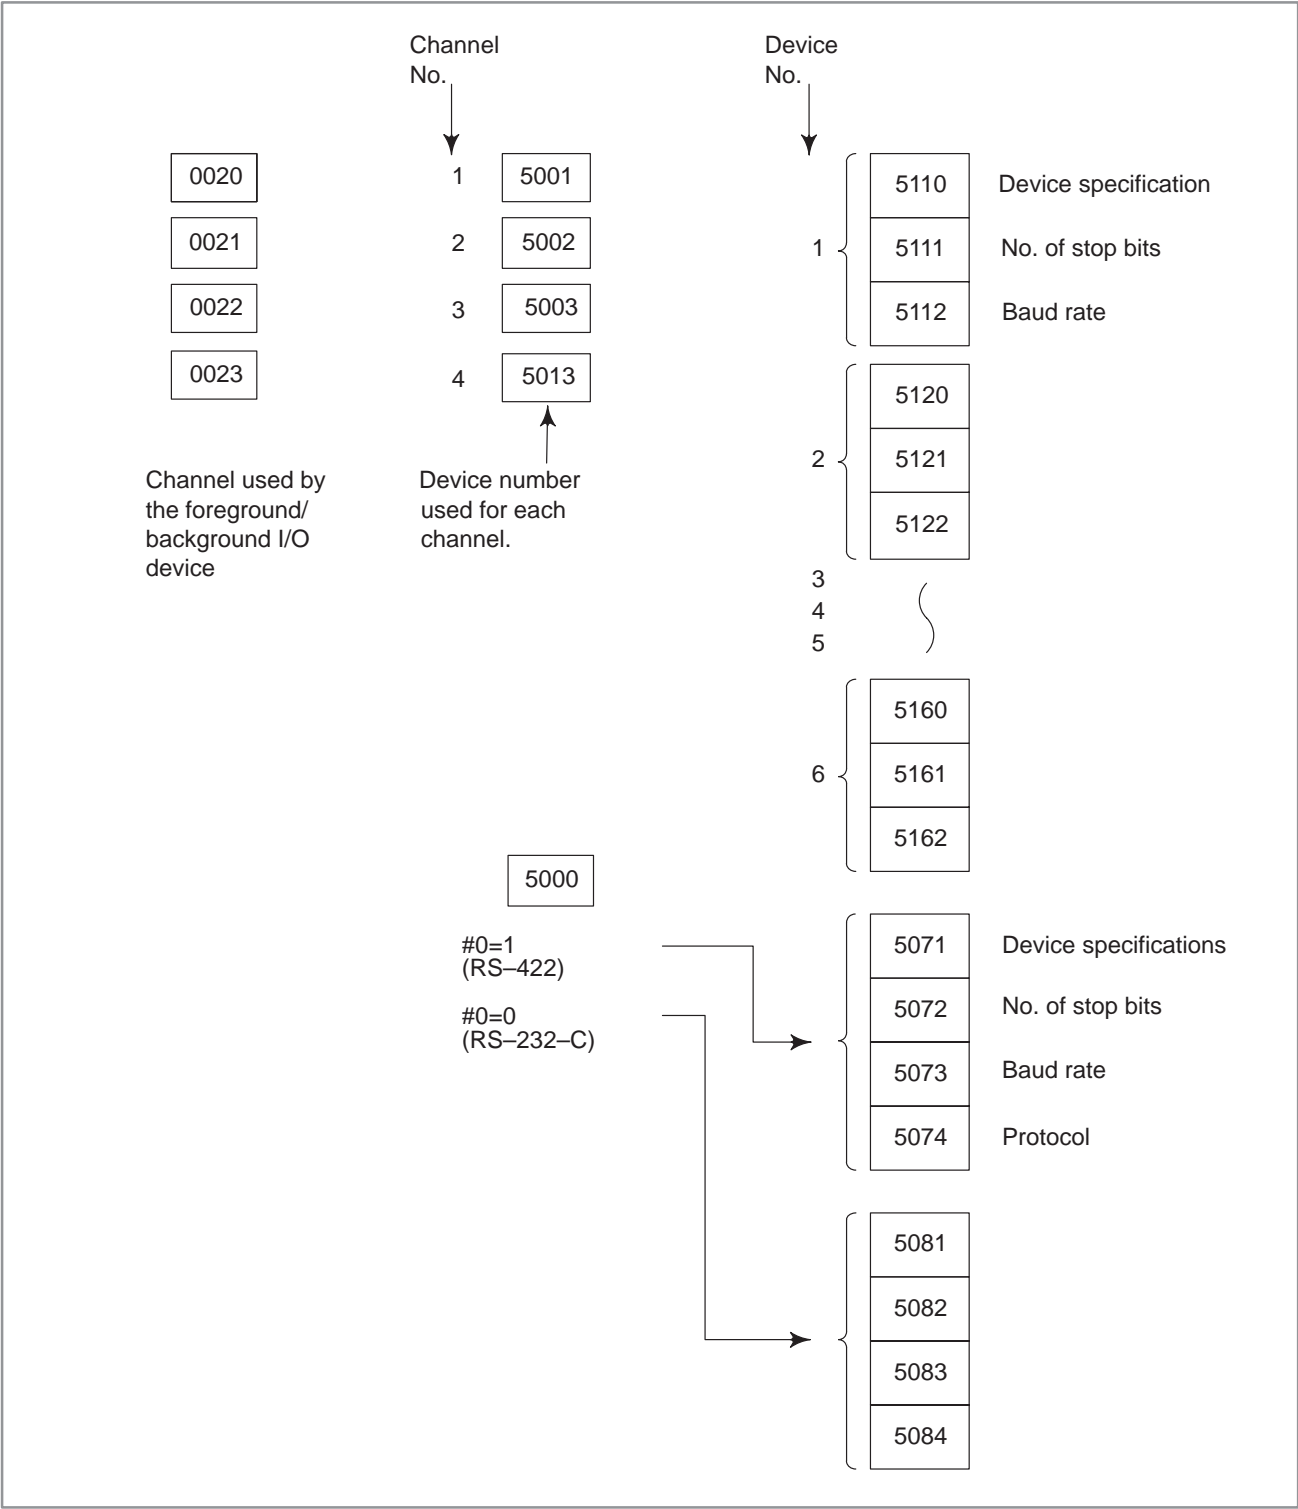 Channel
No.
Device
No.
0020
1
5001
5110
Device specification
0021
2
5002
1
5111
No. of stop bits
0022
3
5003
5112
Baud rate
0023
4
5013
5120
2
5121
5122
Channel used by
the foreground/
background I/O
device
Device number
used for each
channel.
3
4
5
5160
6
5161
5162
5000
#0=1
(RS–422)
#0=0
(RS–232–C)
5071
Device specifications
5072
No. of stop bits
5073
Baud rate
5074
Protocol
5081
5082
5083
5084